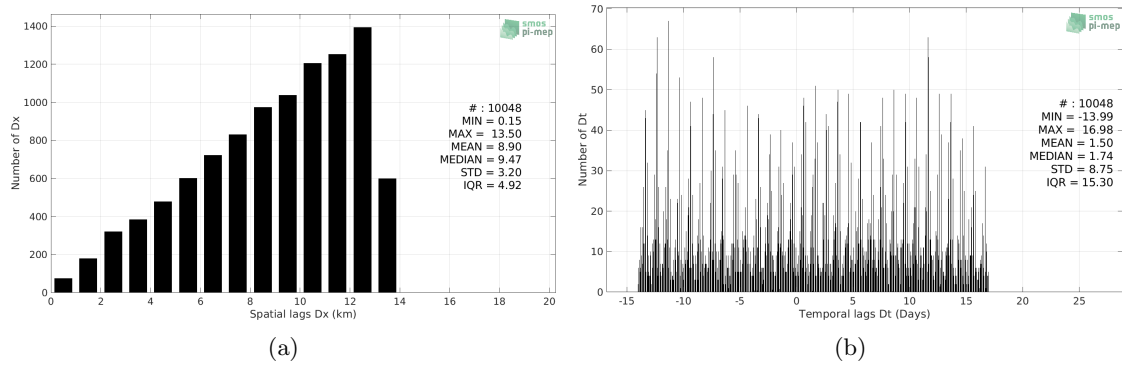 smos
pi-mep
1400
1200
1000
800
600
400
200
0
Number of Dx
# : 10048
MIN = 0.15
MAX = 13.50
MEAN = 8.90
MEDIAN = 9.47
STD = 3.20
IQR = 4.92
0 2 4 6 8 10 12 14 16 18 20
Spatial lags Dx (km)
(a)
smos
pi-mep
70
60
50
40
30
20
10
0
Number of Dt
# : 10048
MIN = -13.99
MAX = 16.98
MEAN = 1.50
MEDIAN = 1.74
STD = 8.75
IQR = 15.30
-15 -10 -5 0 5 10 15 20 25
Temporal lags Dt (Days)
(b)